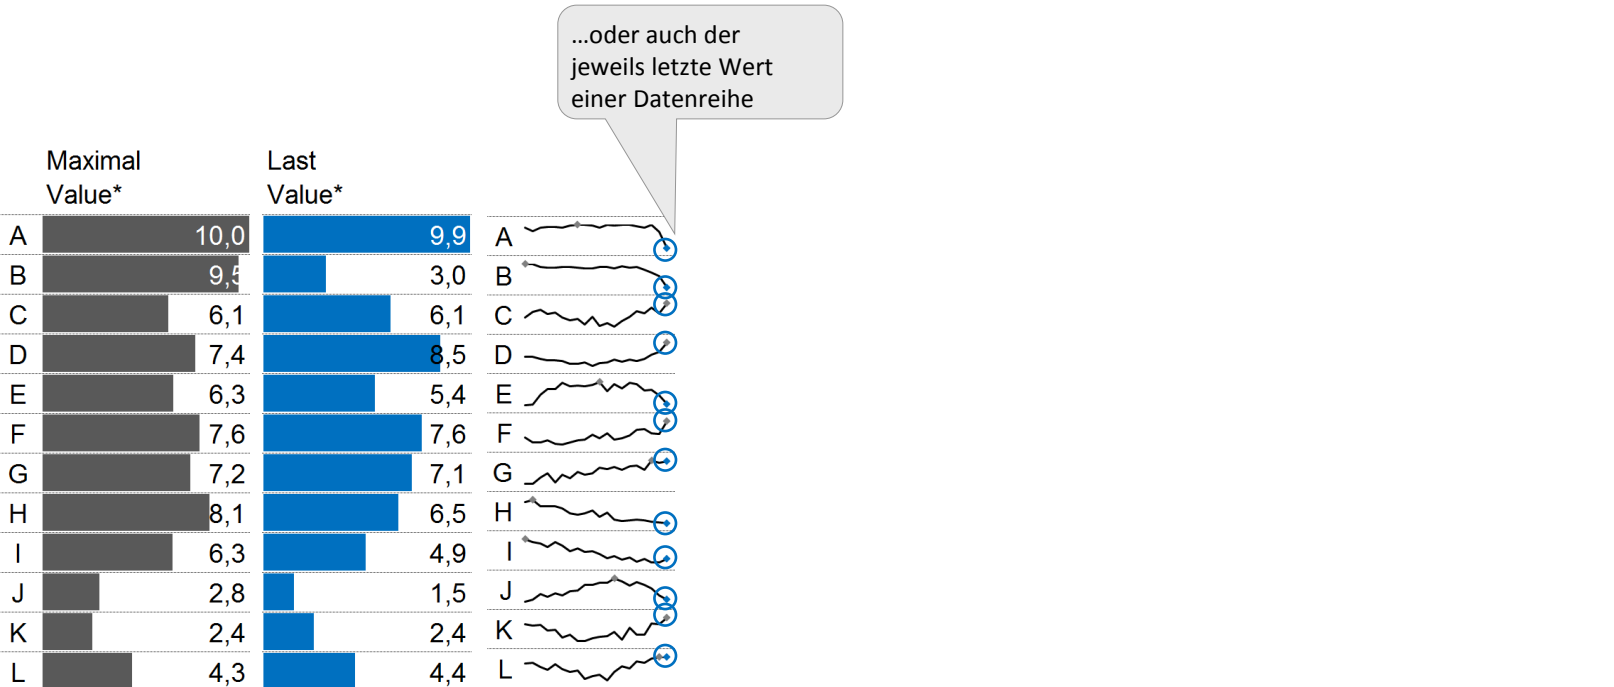 ...oder auch der
jeweils letzte Wert
einer Datenreihe
Maximal Value* Last Value*
A 10,0 9,9 A
B 9,5 3,0 B
C 6,1 6,1 C
D 7,4 8,5 D
E 6,3 5,4 E
F 7,6 7,6 F
G 7,2 7,1 G
H 8,1 6,5 H
I 6,3 4,9 I
J 2,8 1,5 J
K 2,4 2,4 K
L 4,3 4,4 L